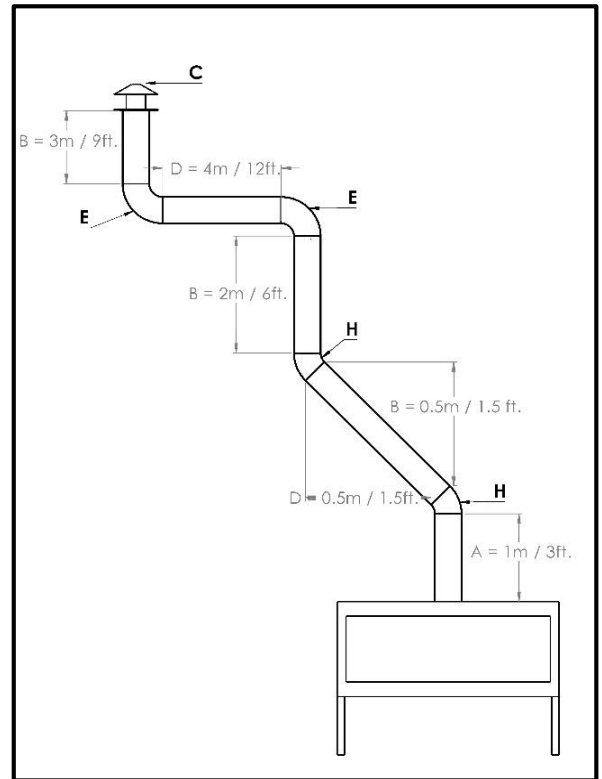 C
B = 3m / 9ft.
D = 4m / 12ft.
E
E
B = 2m / 6ft.
H
B = 0.5m / 1.5 ft.
D = 0.5m / 1.5ft.
H
A = 1m / 3ft.